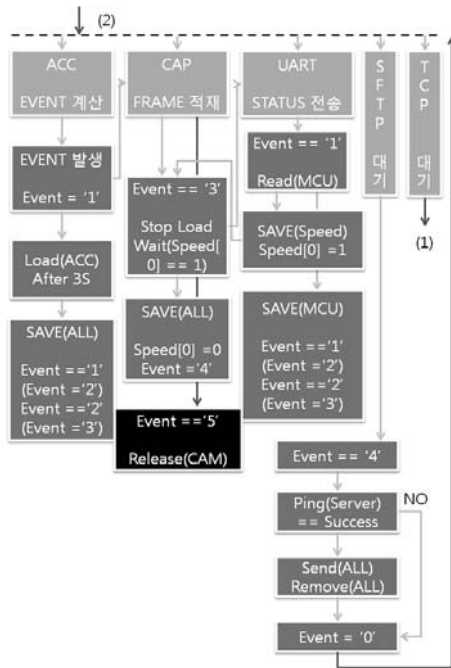 (2)
ACC
EVENT 계산
EVENT 발생
Event = ‘1’
Load(ACC)
After 3S
SAVE(ALL)
Event ==‘1’
(Event =‘2’)
Event ==‘2’
(Event =‘3’)
CAP
FRAME 적재
Event == ‘3’
Stop Load
Wait(Speed[
0] == 1)
SAVE(ALL)
Speed[0] =0
Event =‘4’
Event ==‘5’
Release(CAM)
UART
STATUS 전송
Event == ‘1’
Read(MCU)
SAVE(Speed)
Speed[0] =1
SAVE(MCU)
Event ==‘1’
(Event =‘2’)
Event ==‘2’
(Event =‘3’)
SFTP 대기
Event == ‘4’
Ping(Server)
== Success
NO
Send(ALL)
Remove(ALL)
Event = ‘0’
TCP 대기
(1)